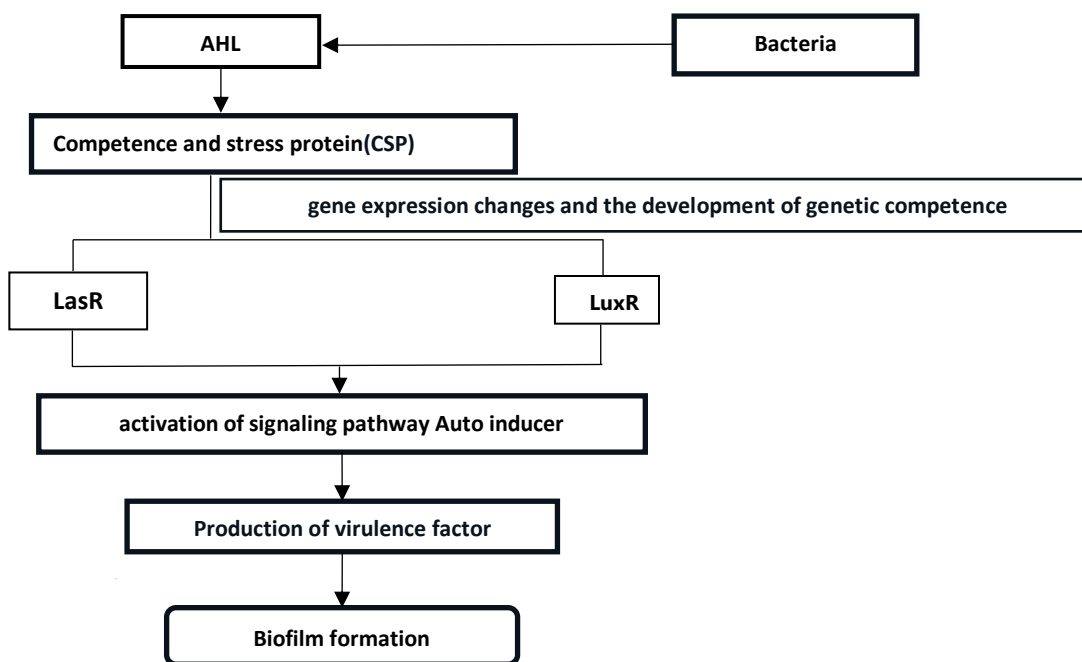 AHL
Bacteria
Competence and stress protein(CSP)
gene expression changes and the development of genetic competence
LasR
LuxR
activation of signaling pathway Auto inducer
Production of virulence factor
Biofilm formation